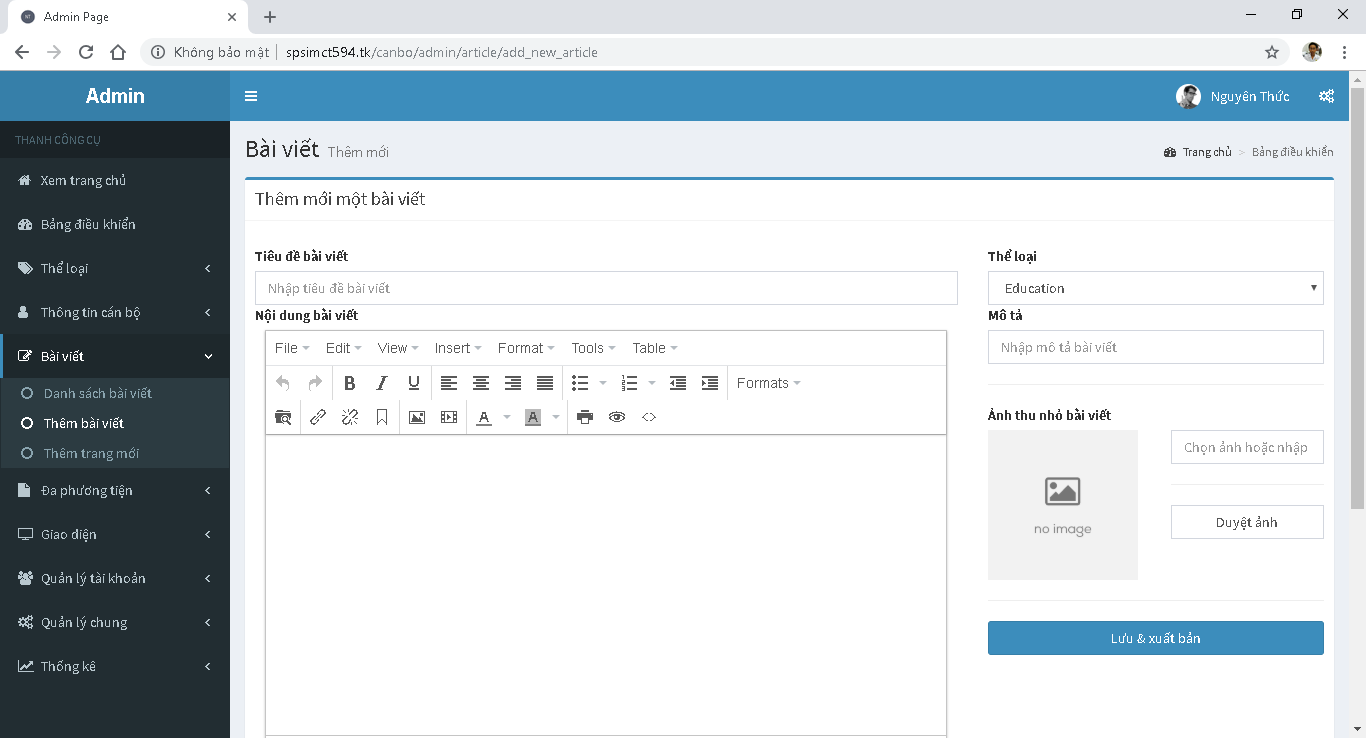 Admin Page
Không bảo mật
spsimct594.tk/canbo/admin/article/add_new_article
Admin
Nguyên Thức
THANH CÔNG CỤ
Xem trang chủ
Bảng điều khiển
Thể loại
Thông tin cán bộ
Bài viết
Danh sách bài viết
Thêm bài viết
Thêm trang mới
Đa phương tiện
Giao diện
Quản lý tài khoản
Quản lý chung
Thống kê
Bài viết Thêm mới
Trang chủ > Bảng điều khiển
Thêm mới một bài viết
Tiêu đề bài viết
Nhập tiêu đề bài viết
Nội dung bài viết
File Edit View Insert Format Tools Table
B I U Formats
A A
Thể loại
Education
Mô tả
Nhập mô tả bài viết
Ảnh thu nhỏ bài viết
no image
Chọn ảnh hoặc nhập
Duyệt ảnh
Lưu & xuất bản